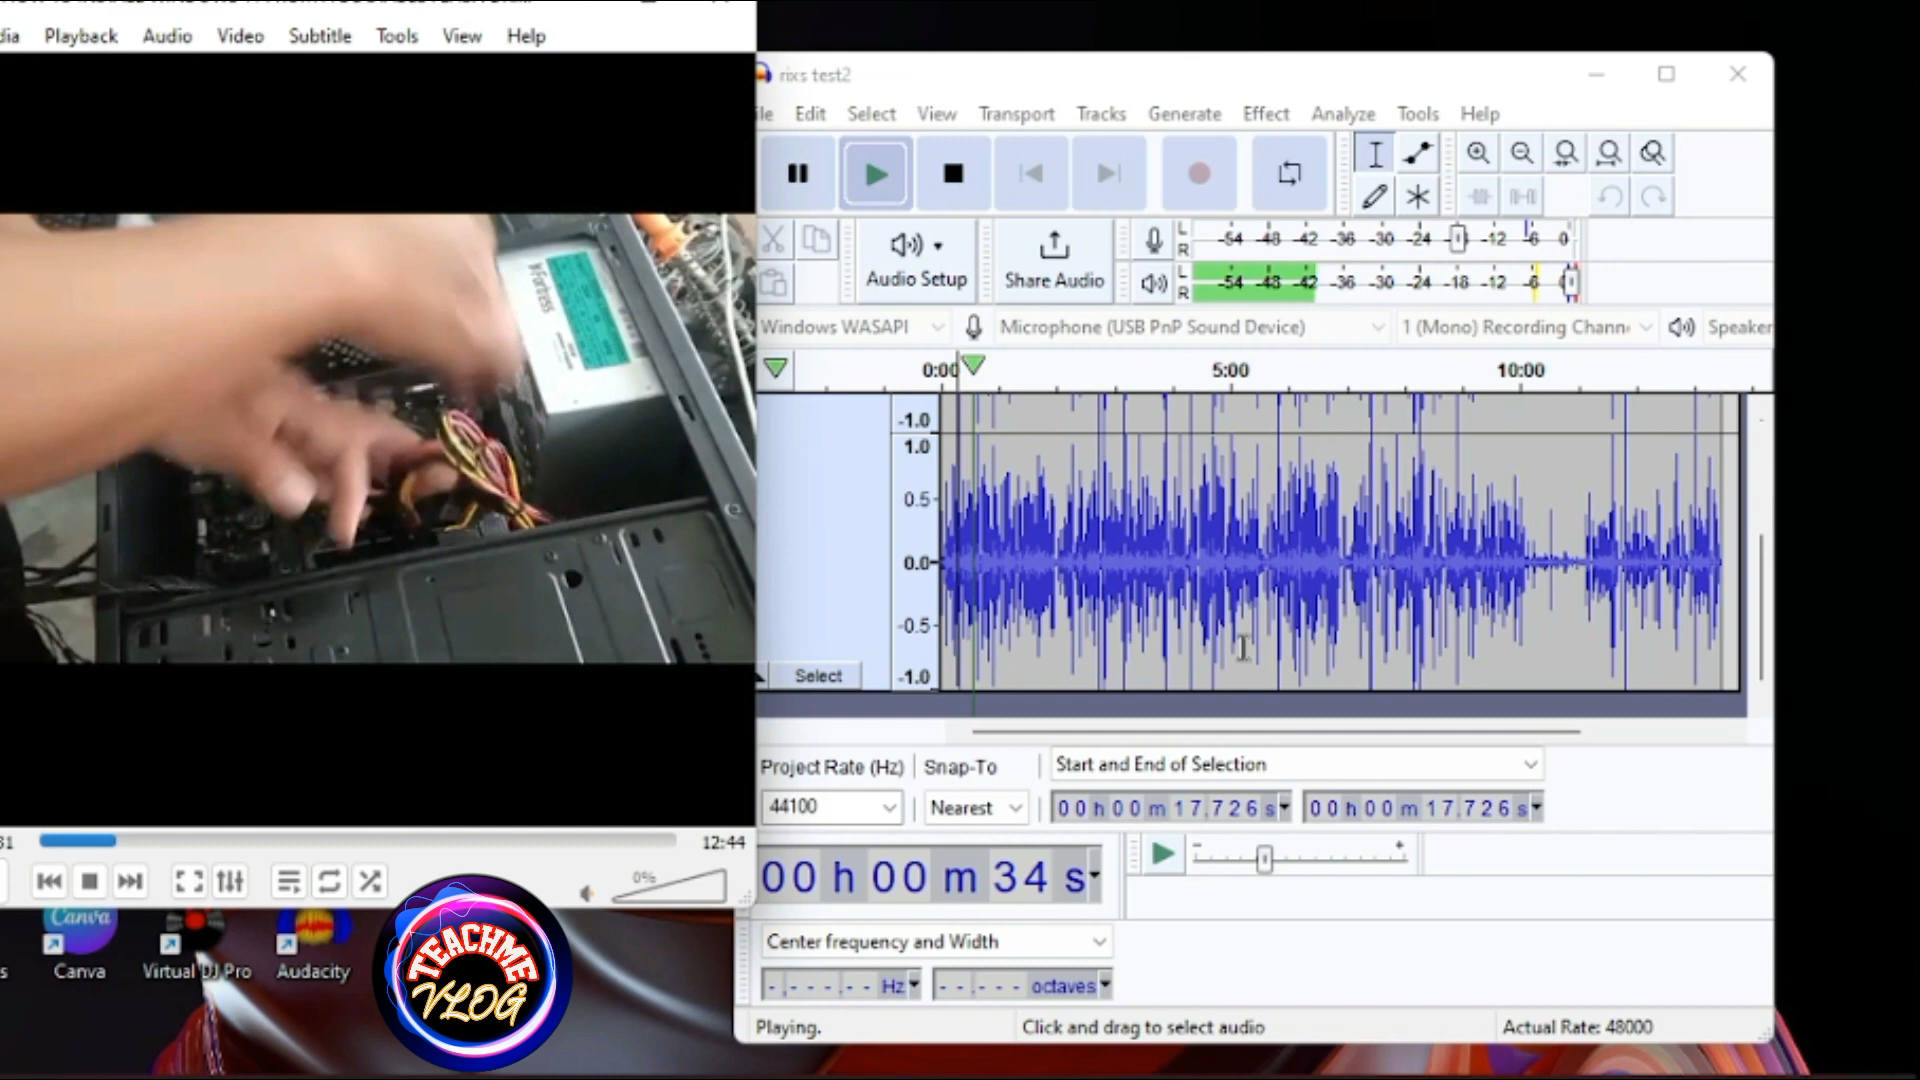 Playback Audio Video Subtitle Tools View Help
Fortress
12:44
0%
Canva
Canva
Virtual DJ Pro
Audacity
TEACHME
VLOG
rixs test2
Edit Select View Transport Tracks Generate Effect Analyze Tools Help
L
R
-54 -48 -42 -36 -30 -24 -12 -6 0
Audio Setup
Share Audio
L
R
-54 -48 -42 -36 -30 -24 -18 -12 -6
Windows WASAPI
Microphone (USB PnP Sound Device)
1 (Mono) Recording Chann
Speaker
0:00 5:00 10:00
-1.0
1.0
0.5
0.0
-0.5
-1.0
Select
Project Rate (Hz)
Snap-To
Start and End of Selection
44100
Nearest
00 h 00 m 17.726 s
00 h 00 m 17.726 s
00 h 00 m 34 s
Center frequency and Width
Hz
octaves
Playing.
Click and drag to select audio
Actual Rate: 48000